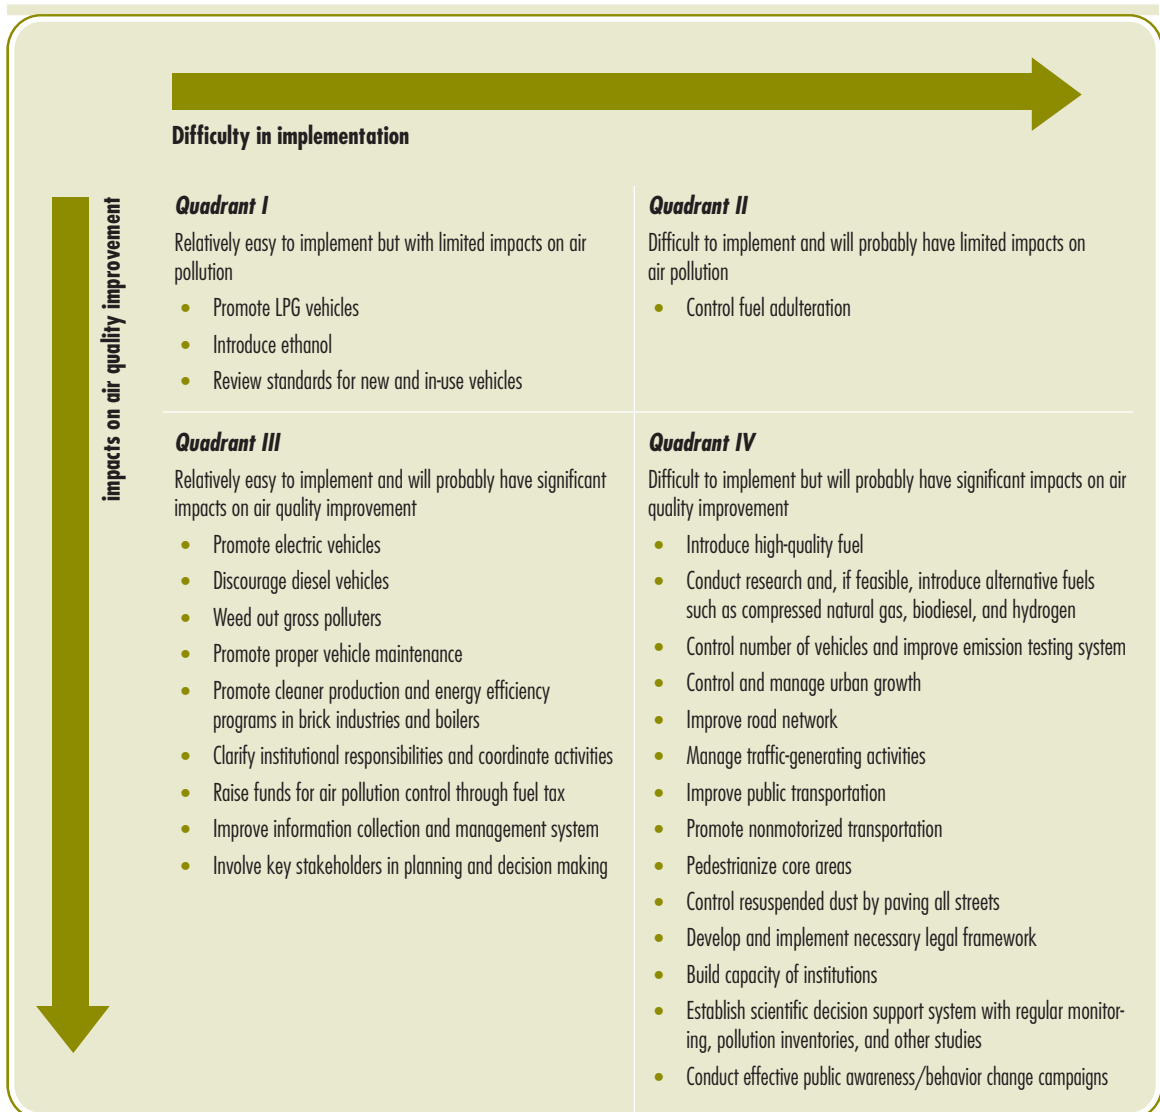 Difficulty in implementation
impacts on air quality improvement
Quadrant I
Relatively easy to implement but with limited impacts on air
pollution
• Promote LPG vehicles
• Introduce ethanol
• Review standards for new and in-use vehicles
Quadrant II
Difficult to implement and will probably have limited impacts on
air pollution
• Control fuel adulteration
Quadrant III
Relatively easy to implement and will probably have significant
impacts on air quality improvement
• Promote electric vehicles
• Discourage diesel vehicles
• Weed out gross polluters
• Promote proper vehicle maintenance
• Promote cleaner production and energy efficiency
programs in brick industries and boilers
• Clarify institutional responsibilities and coordinate activities
• Raise funds for air pollution control through fuel tax
• Improve information collection and management system
• Involve key stakeholders in planning and decision making
Quadrant IV
Difficult to implement but will probably have significant impacts on air
quality improvement
• Introduce high-quality fuel
• Conduct research and, if feasible, introduce alternative fuels
such as compressed natural gas, biodiesel, and hydrogen
• Control number of vehicles and improve emission testing system
• Control and manage urban growth
• Improve road network
• Manage traffic-generating activities
• Improve public transportation
• Promote nonmotorized transportation
• Pedestrianize core areas
• Control resuspended dust by paving all streets
• Develop and implement necessary legal framework
• Build capacity of institutions
• Establish scientific decision support system with regular monitor-
ing, pollution inventories, and other studies
• Conduct effective public awareness/behavior change campaigns